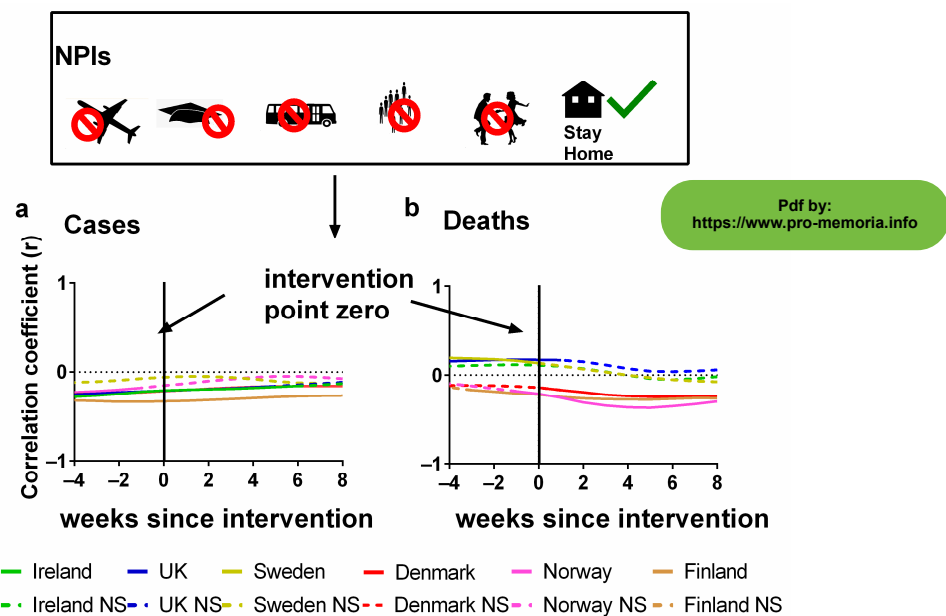 NPIs
Stay
Home
Pdf by:
https://www.pro-memoria.info
a
Cases
b
Deaths
intervention
point zero
Correlation coefficient (r)
1
0
–1
–4 –2 0 2 4 6 8
weeks since intervention
1
0
–1
–4 –2 0 2 4 6 8
weeks since intervention
Ireland UK Sweden Denmark Norway Finland
Ireland NS UK NS Sweden NS Denmark NS Norway NS Finland NS